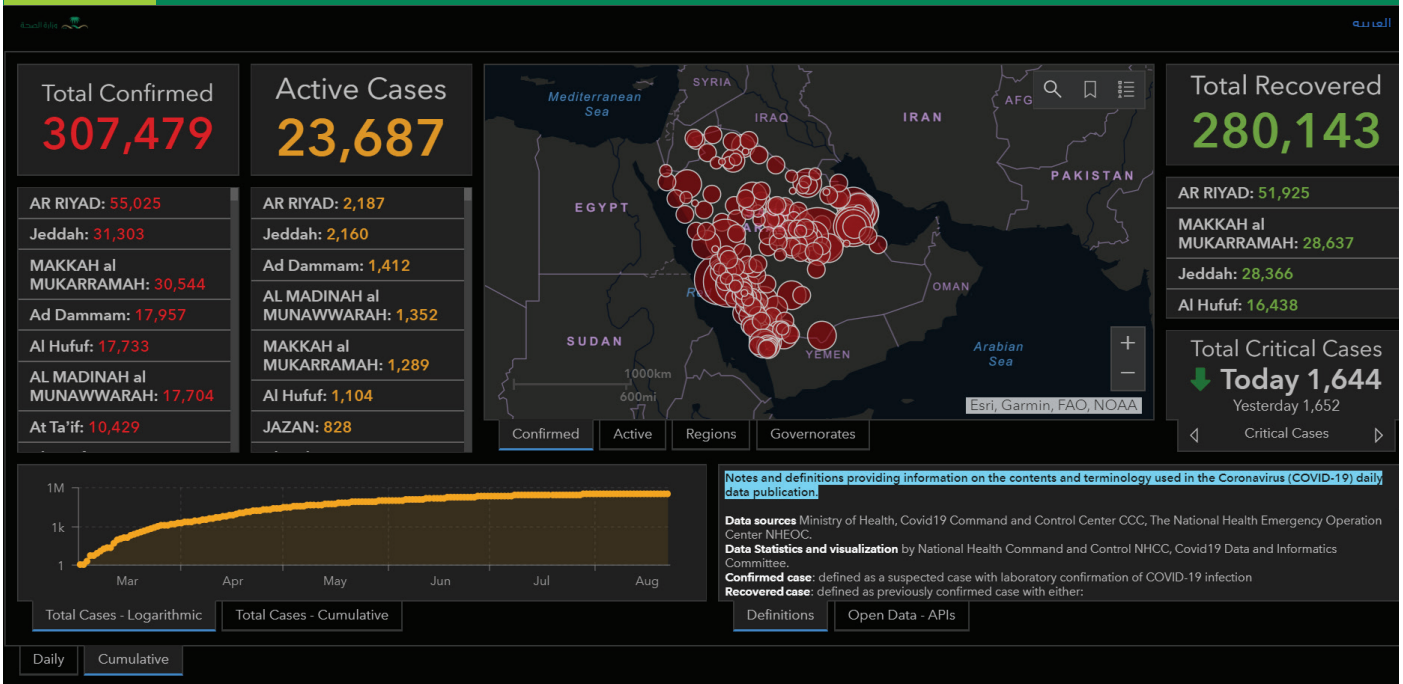 وزارة الصحة
العربية
Total Confirmed
307,479
AR RIYAD: 55,025
Jeddah: 31,303
MAKKAH al
MUKARRAMAH: 30,544
Ad Dammam: 17,957
Al Hufuf: 17,733
AL MADINAH al
MUNAWWARAH: 17,704
At Ta'if: 10,429
Active Cases
23,687
AR RIYAD: 2,187
Jeddah: 2,160
Ad Dammam: 1,412
AL MADINAH al
MUNAWWARAH: 1,352
MAKKAH al
MUKARRAMAH: 1,289
Al Hufuf: 1,104
JAZAN: 828
Mediterranean
Sea
SYRIA
IRAQ
IRAN
AFG
PAKISTAN
EGYPT
OMAN
SUDAN
YEMEN
Arabian
Sea
1000km
600mi
+
−
Esri, Garmin, FAO, NOAA
Confirmed
Active
Regions
Governorates
Total Recovered
280,143
AR RIYAD: 51,925
MAKKAH al
MUKARRAMAH: 28,637
Jeddah: 28,366
Al Hufuf: 16,438
Total Critical Cases
Today 1,644
Yesterday 1,652
Critical Cases
1M
1k
1
Mar Apr May Jun Jul Aug
Total Cases - Logarithmic
Total Cases - Cumulative
Notes and definitions providing information on the contents and terminology used in the Coronavirus (COVID-19) daily
data publication.
Data sources Ministry of Health, Covid19 Command and Control Center CCC, The National Health Emergency Operation
Center NHEOC.
Data Statistics and visualization by National Health Command and Control NHCC, Covid19 Data and Informatics
Committee.
Confirmed case: defined as a suspected case with laboratory confirmation of COVID-19 infection
Recovered case: defined as previously confirmed case with either:
Definitions
Open Data - APIs
Daily
Cumulative